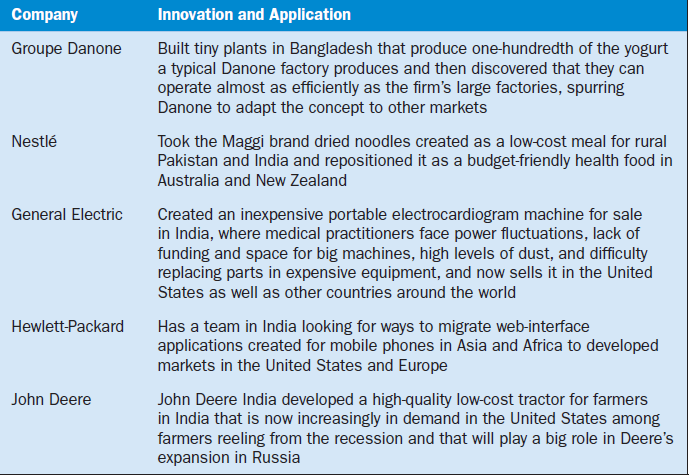 Company Innovation and Application
Groupe Danone Built tiny plants in Bangladesh that produce one-hundredth of the yogurt
a typical Danone factory produces and then discovered that they can
operate almost as efficiently as the firm's large factories, spurring
Danone to adapt the concept to other markets
Nestlé Took the Maggi brand dried noodles created as a low-cost meal for rural
Pakistan and India and repositioned it as a budget-friendly health food in
Australia and New Zealand
General Electric Created an inexpensive portable electrocardiogram machine for sale
in India, where medical practitioners face power fluctuations, lack of
funding and space for big machines, high levels of dust, and difficulty
replacing parts in expensive equipment, and now sells it in the United
States as well as other countries around the world
Hewlett-Packard Has a team in India looking for ways to migrate web-interface
applications created for mobile phones in Asia and Africa to developed
markets in the United States and Europe
John Deere John Deere India developed a high-quality low-cost tractor for farmers
in India that is now increasingly in demand in the United States among
farmers reeling from the recession and that will play a big role in Deere's
expansion in Russia